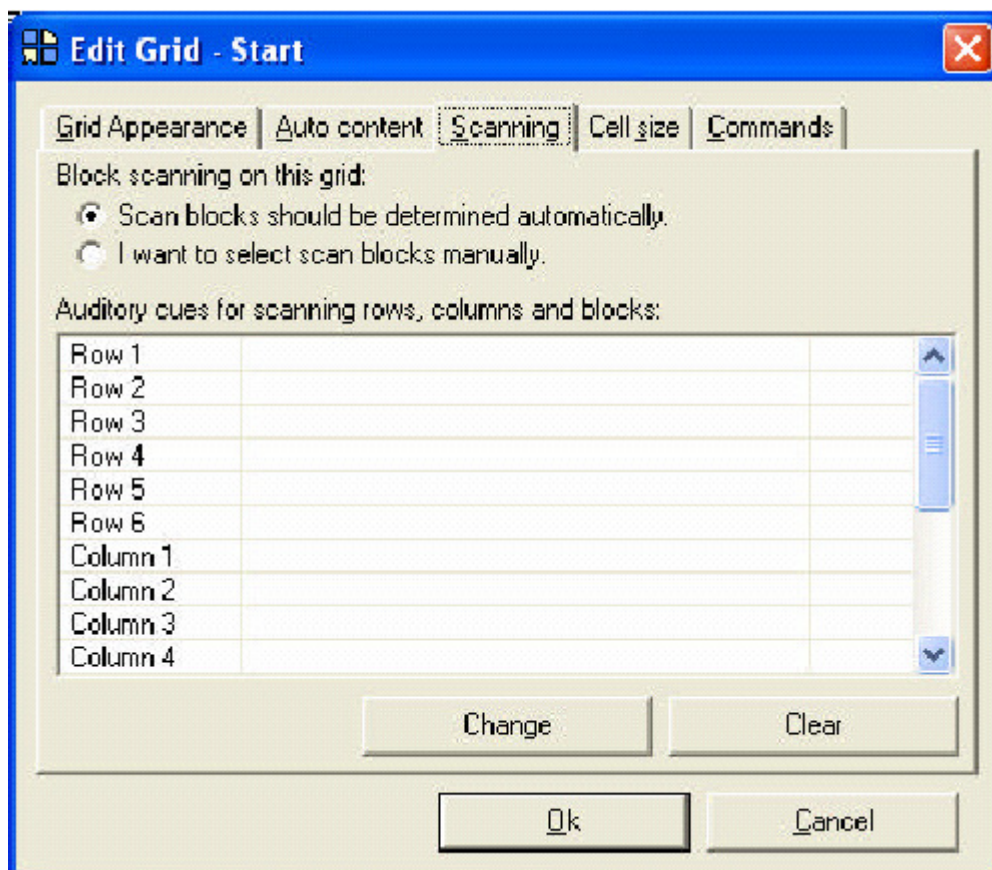 Edit Grid - Start
Grid Appearance Auto content Scanning Cell size Commands
Block scanning on this grid:
Scan blocks should be determined automatically.
I want to select scan blocks manually.
Auditory cues for scanning rows, columns and blocks:
Row 1
Row 2
Row 3
Row 4
Row 5
Row 6
Column 1
Column 2
Column 3
Column 4
Change Clear
Ok Cancel